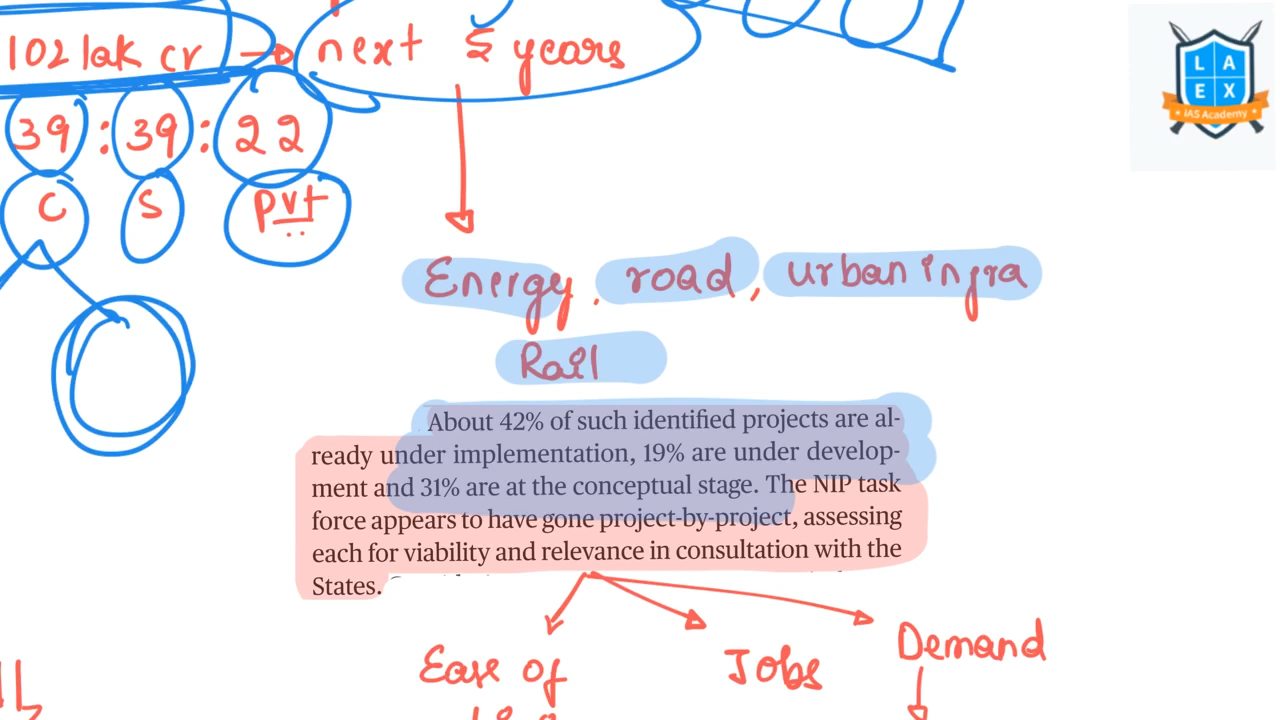 102 lak cr → next 5 years
39 : 39 : 22
C S pvt
Energy, road, urban infra
Rail
About 42% of such identified projects are al-
ready under implementation, 19% are under develop-
ment and 31% are at the conceptual stage. The NIP task
force appears to have gone project-by-project, assessing
each for viability and relevance in consultation with the
States.
Ease of
Jobs
Demand
L A
E X
IAS Academy